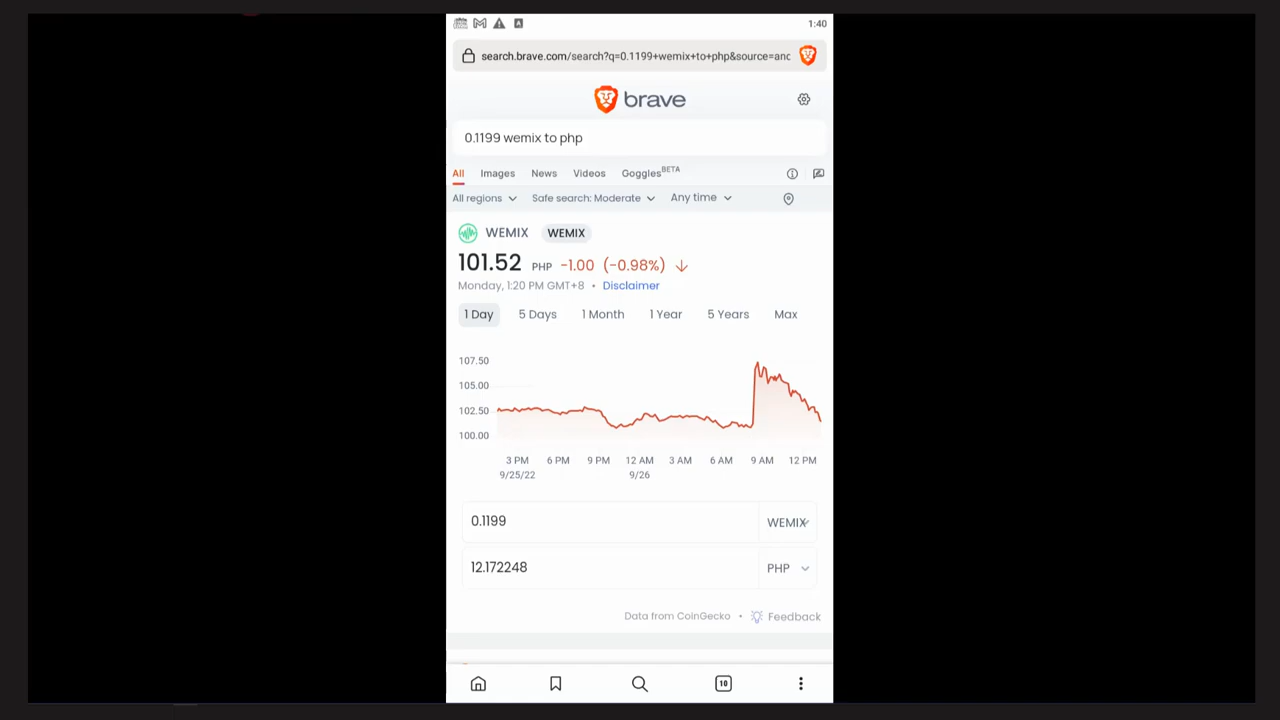 1:40
search.brave.com/search?q=0.1199+wemix+to+php&source=anc
brave
0.1199 wemix to php
All Images News Videos Goggles BETA
All regions Safe search: Moderate Any time
WEMIX WEMIX
101.52 PHP -1.00 (-0.98%) ↓
Monday, 1:20 PM GMT+8 • Disclaimer
1 Day 5 Days 1 Month 1 Year 5 Years Max
107.50
105.00
102.50
100.00
3 PM 6 PM 9 PM 12 AM 3 AM 6 AM 9 AM 12 PM
9/25/22 9/26
0.1199 WEMIX
12.172248 PHP
Data from CoinGecko • Feedback
10